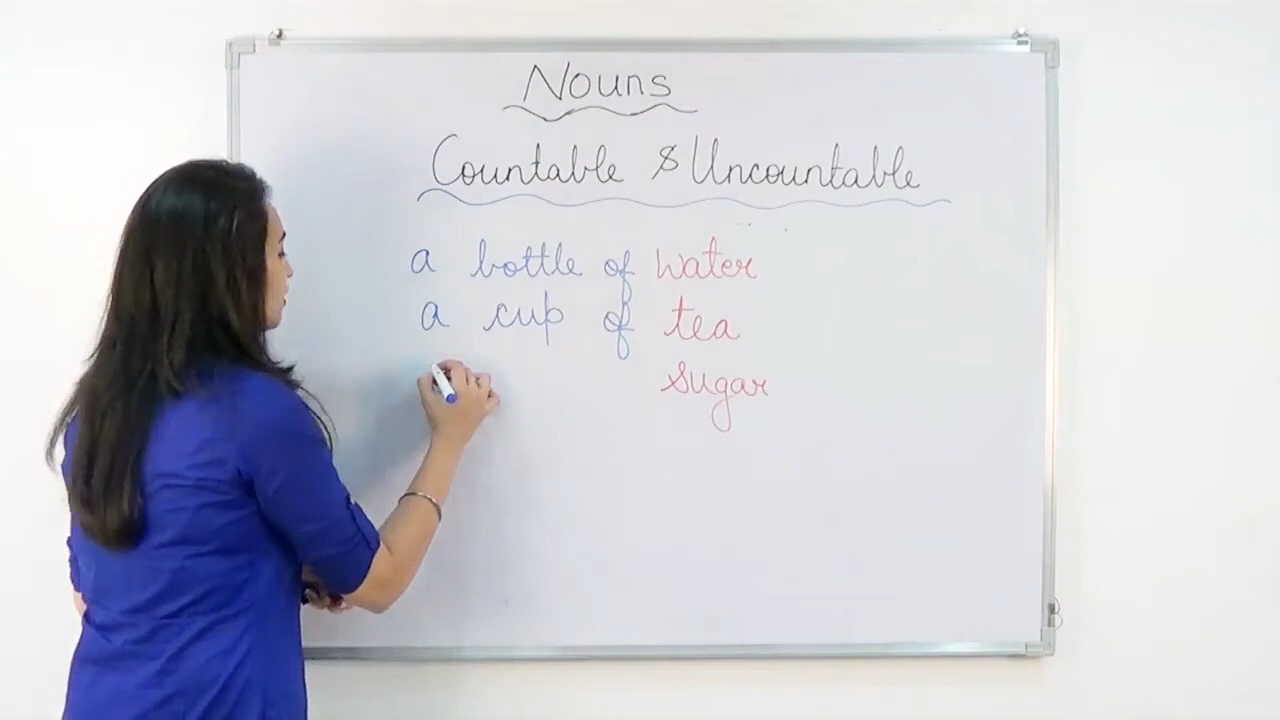 Nouns
Countable & Uncountable
a bottle of water
a cup of tea
sugar